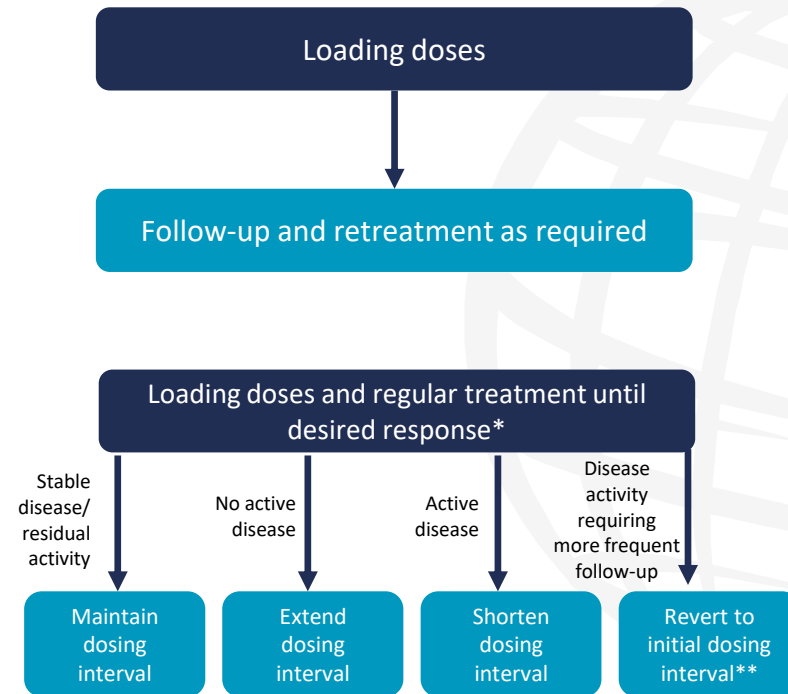 Loading doses
Follow-up and retreatment as required
Loading doses and regular treatment until
desired response*
Stable
disease/
residual
activity
No active
disease
Active
disease
Disease
activity
requiring
more frequent
follow-up
Maintain
dosing
interval
Extend
dosing
interval
Shorten
dosing
interval
Revert to
initial dosing
interval**